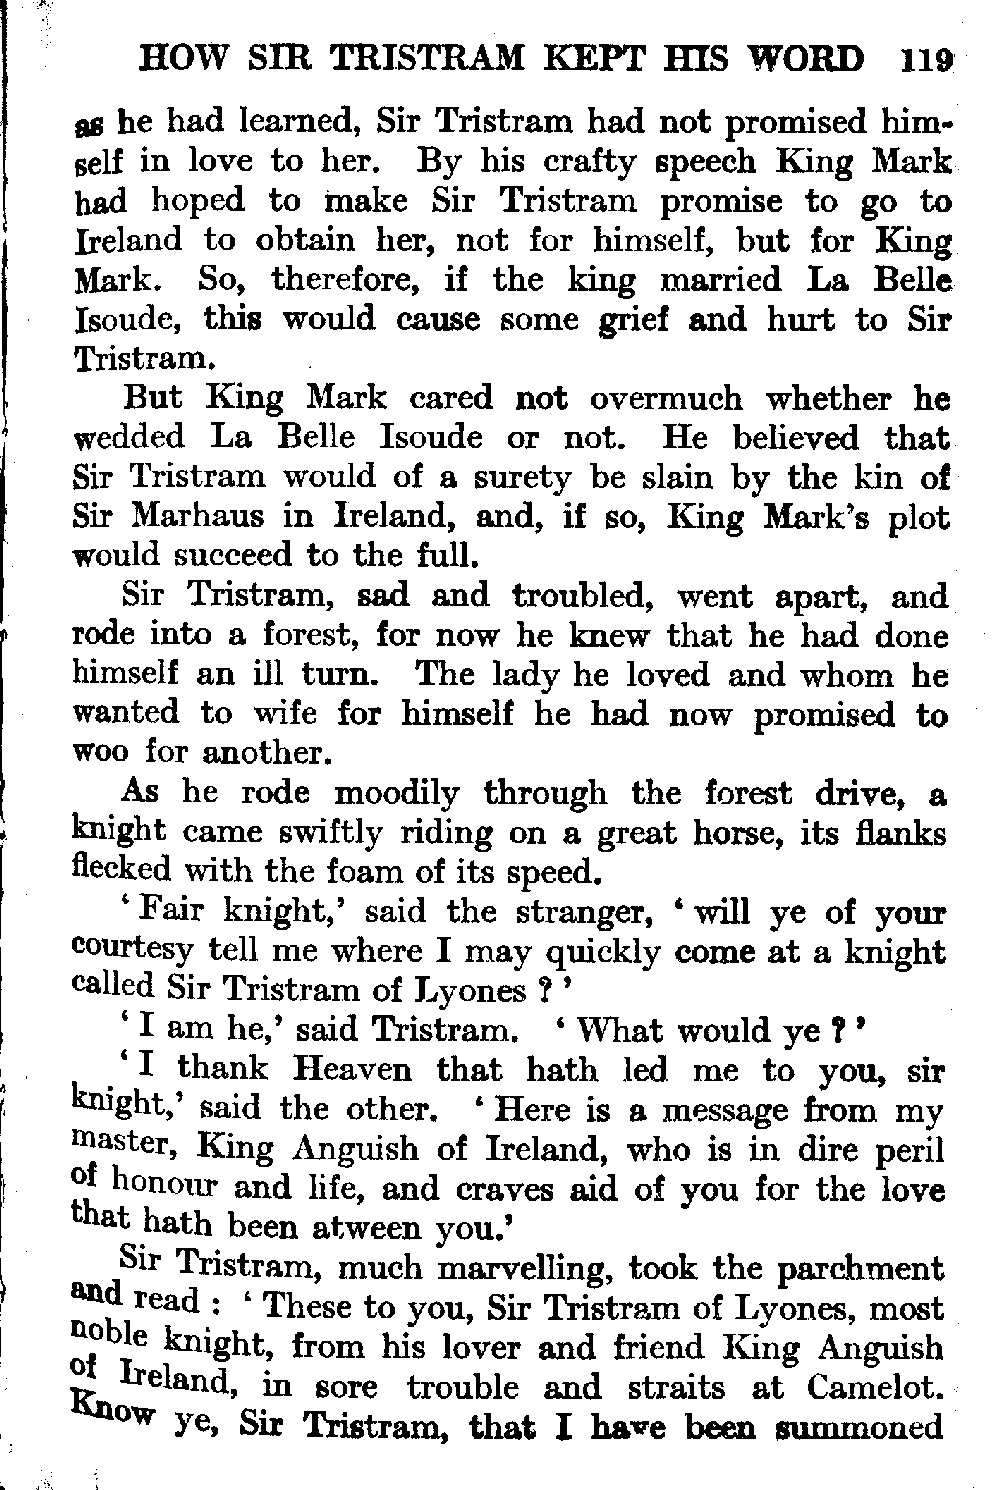 HOW SIR TRISTRAM KEPT HIS WORD 119
as he had learned, Sir Tristram had not promised him-
self in love to her. By his crafty speech King Mark
had hoped to make Sir Tristram promise to go to
Ireland to obtain her, not for himself, but for King
Mark. So, therefore, if the king married La Belle
Isoude, this would cause some grief and hurt to Sir
Tristram.
But King Mark cared not overmuch whether he
wedded La Belle Isoude or not. He believed that
Sir Tristram would of a surety be slain by the kin of
Sir Marhaus in Ireland, and, if so, King Mark's plot
would succeed to the full.
Sir Tristram, sad and troubled, went apart, and
rode into a forest, for now he knew that he had done
himself an ill turn. The lady he loved and whom he
wanted to wife for himself he had now promised to
woo for another.
As he rode moodily through the forest drive, a
knight came swiftly riding on a great horse, its flanks
flecked with the foam of its speed.
‘Fair knight,’ said the stranger, ‘will ye of your
courtesy tell me where I may quickly come at a knight
called Sir Tristram of Lyones?’
‘I am he,’ said Tristram. ‘What would ye?’
‘I thank Heaven that hath led me to you, sir
knight,’ said the other. ‘Here is a message from my
master, King Anguish of Ireland, who is in dire peril
of honour and life, and craves aid of you for the love
that hath been atween you.’
Sir Tristram, much marvelling, took the parchment
and read: ‘These to you, Sir Tristram of Lyones, most
noble knight, from his lover and friend King Anguish
of Ireland, in sore trouble and straits at Camelot.
Know ye, Sir Tristram, that I have been summoned